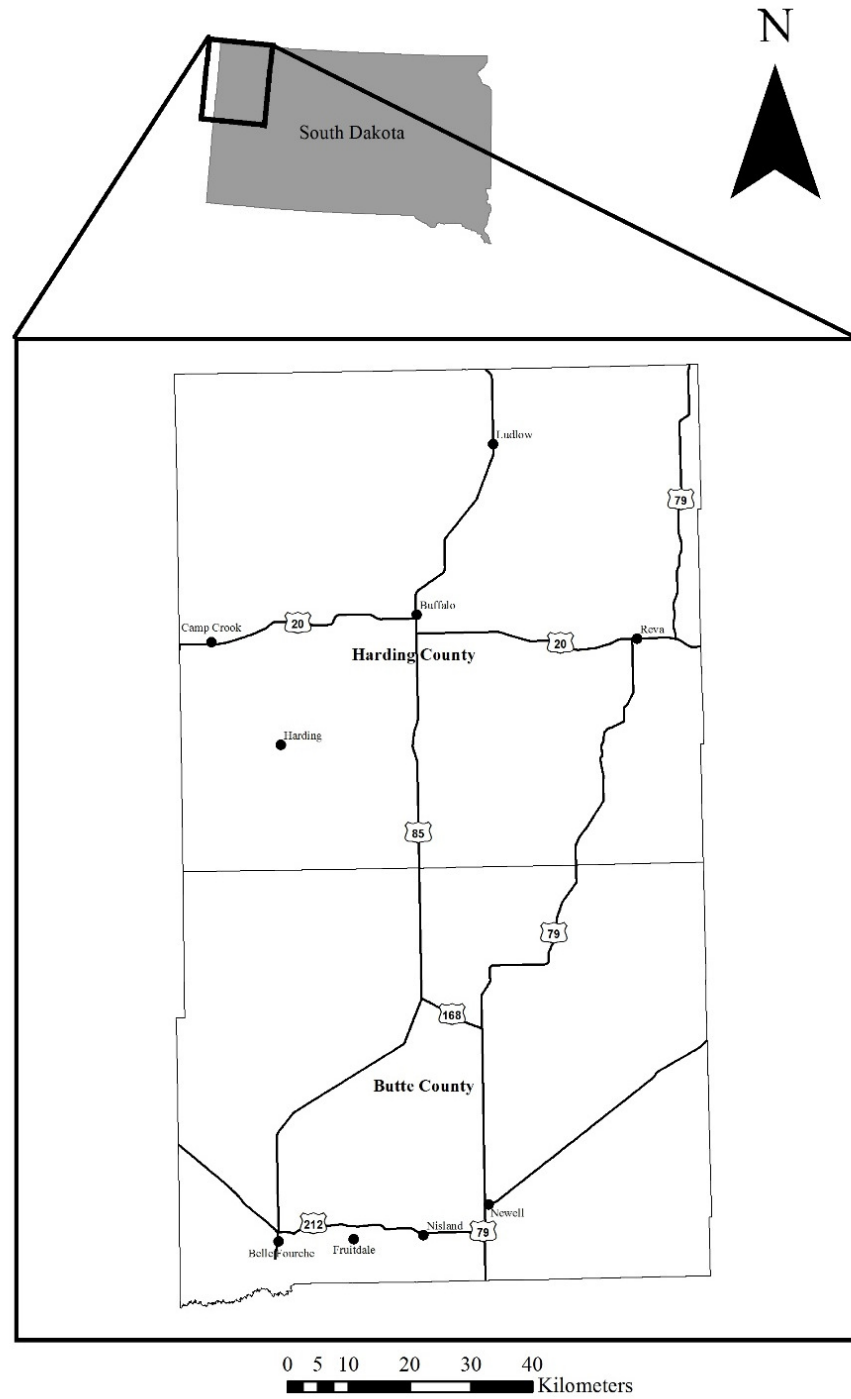 N
South Dakota
Ludlow
79
Buffalo
Camp Crook
20
Reva
20
Harding County
Harding
85
79
168
Butte County
Newell
212
Nisland
79
Belle Fourche
Fruitdale
0 5 10 20 30 40
Kilometers